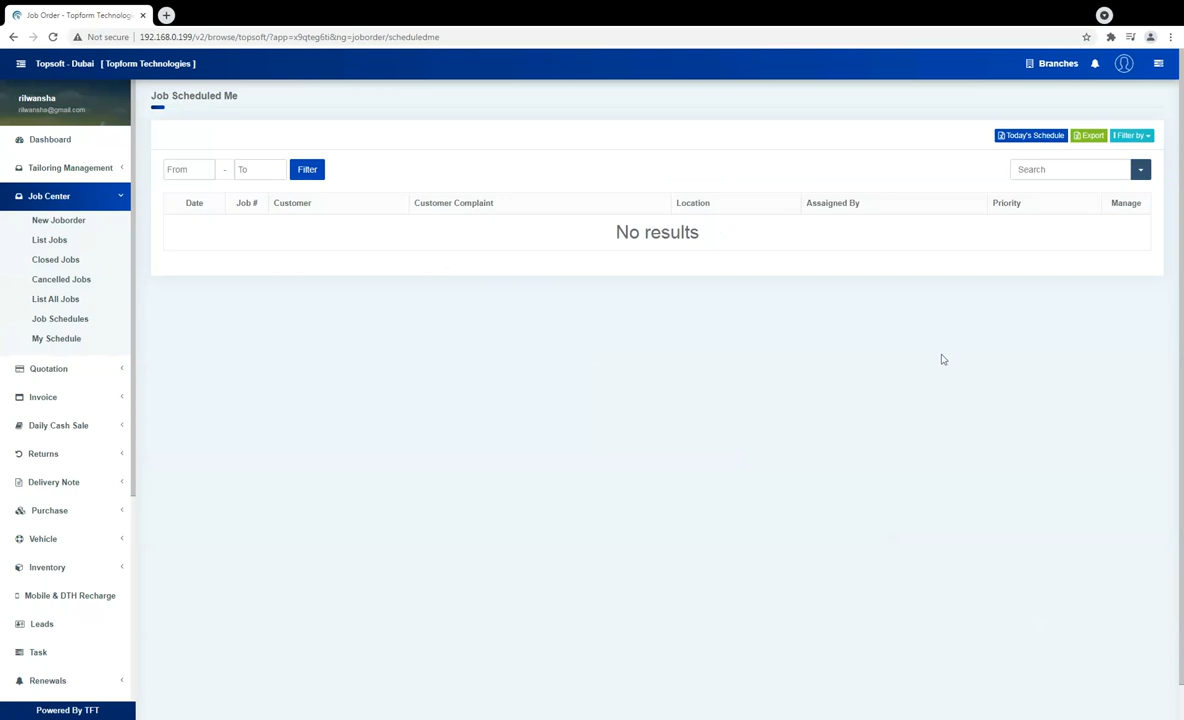 Job Order - Topform Technolog
Not secure 192.168.0.199/v2/browse/topsoft/?app=x9qteg6ti&ng=joborder/scheduledme
Topsoft - Dubai [ Topform Technologies ] Branches
rilwansha
rilwansha@gmail.com
Dashboard
Tailoring Management
Job Center
New Joborder
List Jobs
Closed Jobs
Cancelled Jobs
List All Jobs
Job Schedules
My Schedule
Quotation
Invoice
Daily Cash Sale
Returns
Delivery Note
Purchase
Vehicle
Inventory
Mobile & DTH Recharge
Leads
Task
Renewals
Powered By TFT
Job Scheduled Me
Today's Schedule Export Filter by
From - To Filter Search
Date Job # Customer Customer Complaint Location Assaigned By Priority Manage
No results